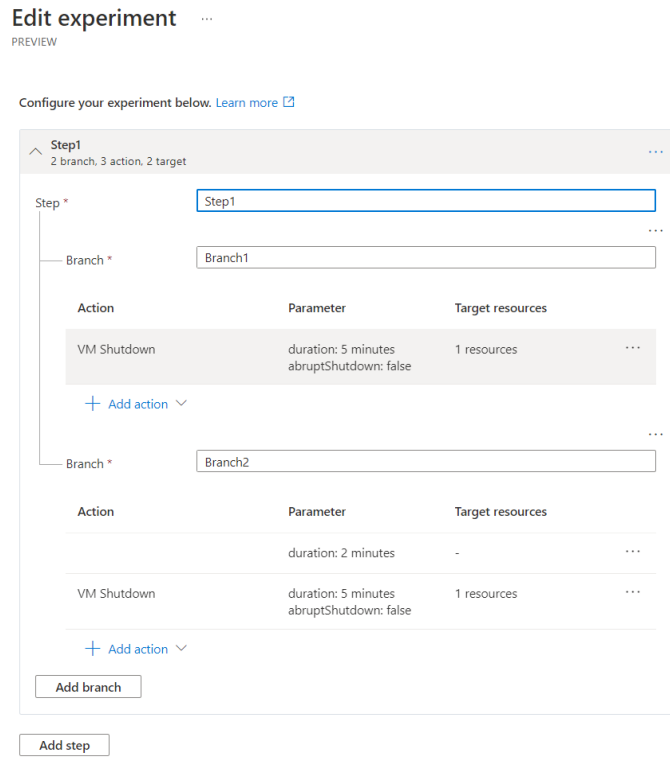 Edit experiment ...
PREVIEW
Configure your experiment below. Learn more
Step1
2 branch, 3 action, 2 target
...
Step *
Step1
...
Branch *
Branch1
Action Parameter Target resources
VM Shutdown duration: 5 minutes 1 resources ...
abruptShutdown: false
+ Add action
...
Branch *
Branch2
Action Parameter Target resources
duration: 2 minutes - ...
VM Shutdown duration: 5 minutes 1 resources ...
abruptShutdown: false
+ Add action
Add branch
Add step